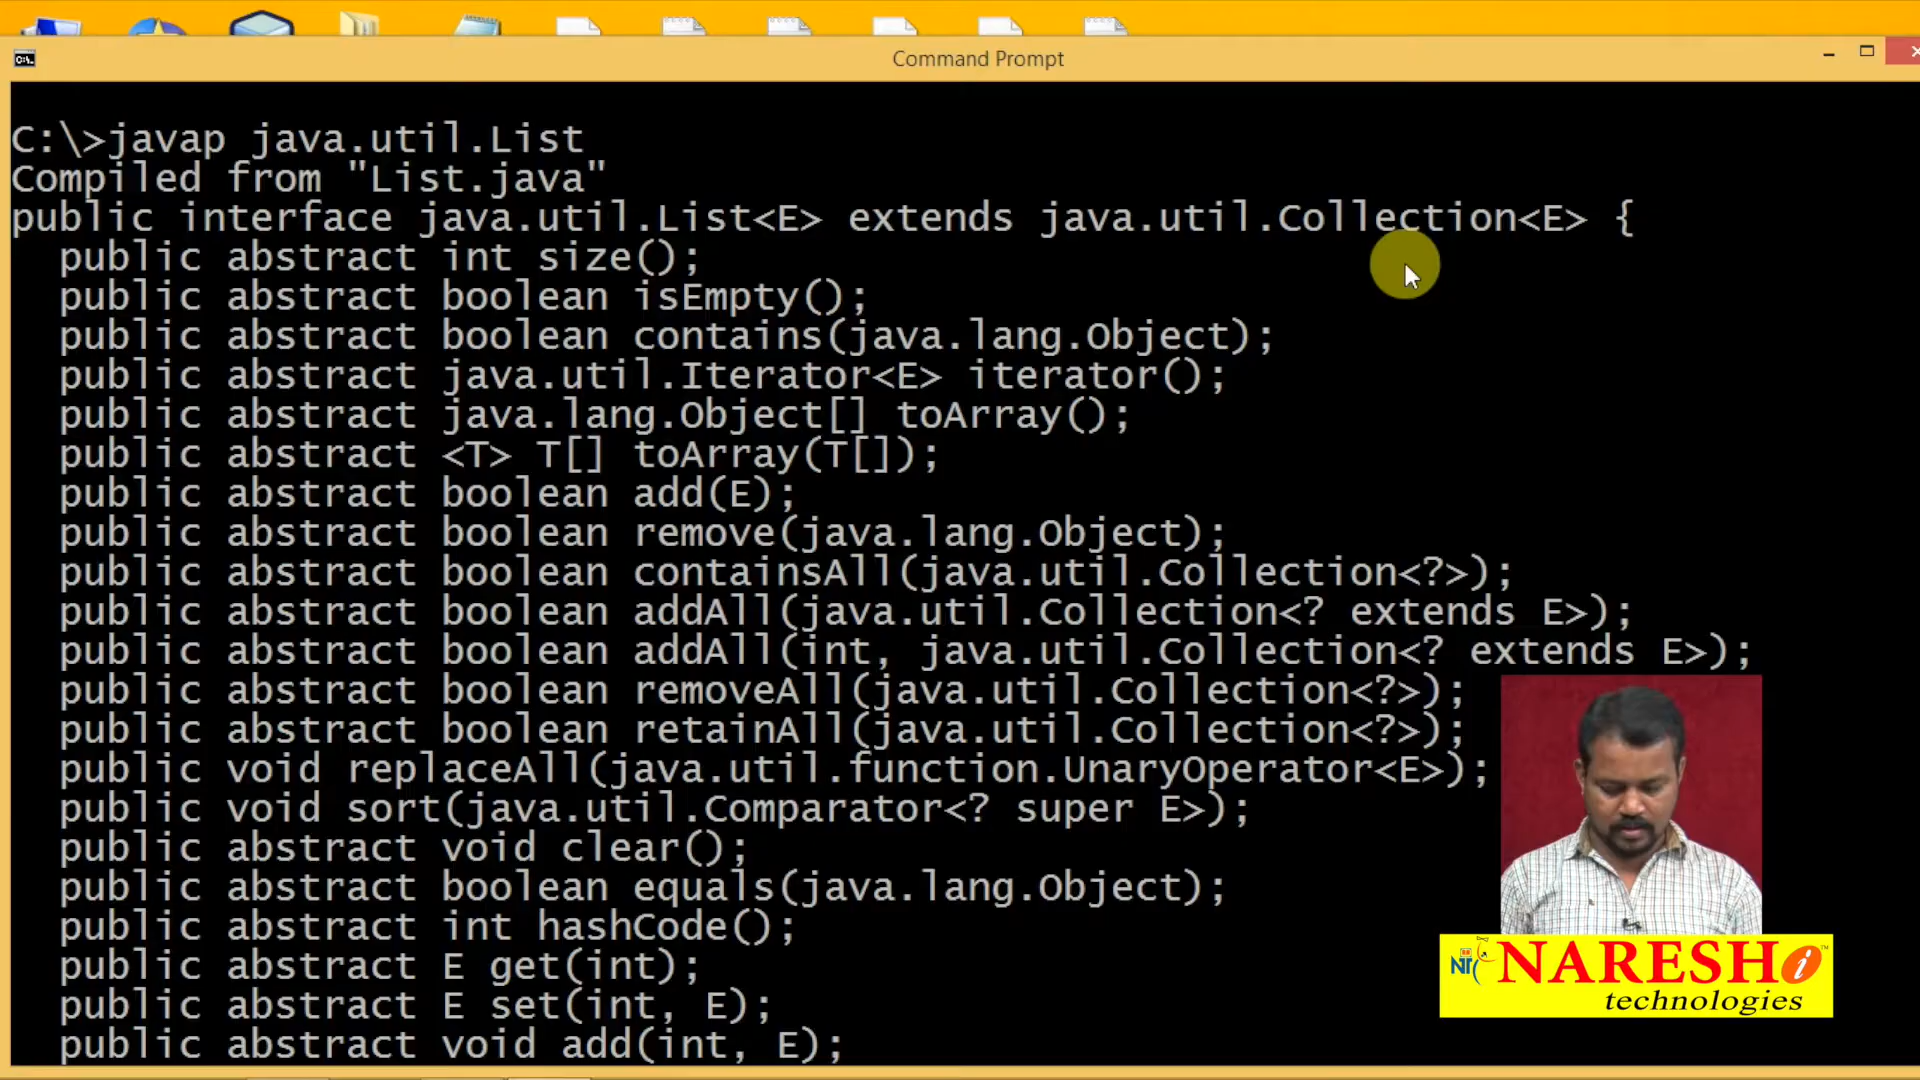 Command Prompt
C:\>javap java.util.List
Compiled from "List.java"
public interface java.util.List<E> extends java.util.Collection<E> {
public abstract int size();
public abstract boolean isEmpty();
public abstract boolean contains(java.lang.Object);
public abstract java.util.Iterator<E> iterator();
public abstract java.lang.Object[] toArray();
public abstract <T> T[] toArray(T[]);
public abstract boolean add(E);
public abstract boolean remove(java.lang.Object);
public abstract boolean containsAll(java.util.Collection<?>);
public abstract boolean addAll(java.util.Collection<? extends E>);
public abstract boolean addAll(int, java.util.Collection<? extends E>);
public abstract boolean removeAll(java.util.Collection<?>);
public abstract boolean retainAll(java.util.Collection<?>);
public void replaceAll(java.util.function.UnaryOperator<E>);
public void sort(java.util.Comparator<? super E>);
public abstract void clear();
public abstract boolean equals(java.lang.Object);
public abstract int hashCode();
public abstract E get(int);
public abstract E set(int, E);
public abstract void add(int, E);
NARESH i
technologies